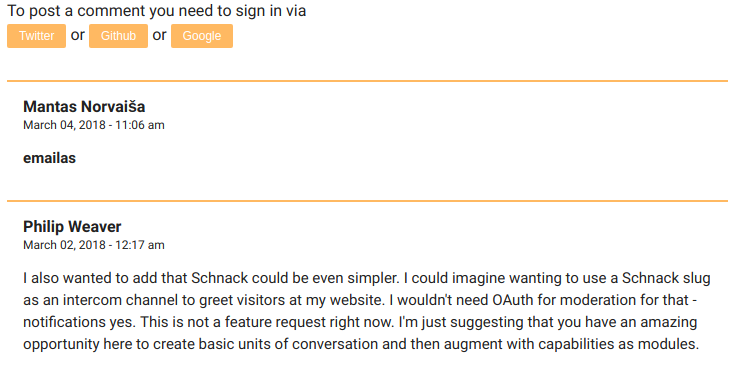 To post a comment you need to sign in via
Twitter or Github or Google
Mantas Norvaiša
March 04, 2018 - 11:06 am
emailas
Philip Weaver
March 02, 2018 - 12:17 am
I also wanted to add that Schnack could be even simpler. I could imagine wanting to use a Schnack slug
as an intercom channel to greet visitors at my website. I wouldn't need OAuth for moderation for that -
notifications yes. This is not a feature request right now. I'm just suggesting that you have an amazing
opportunity here to create basic units of conversation and then augment with capabilities as modules.